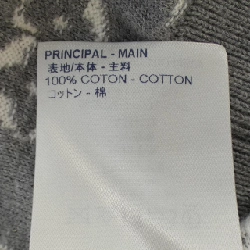 PRINCIPAL - MAIN
表地/本体 - 主料
100% COTON - COTTON
コットン - 棉